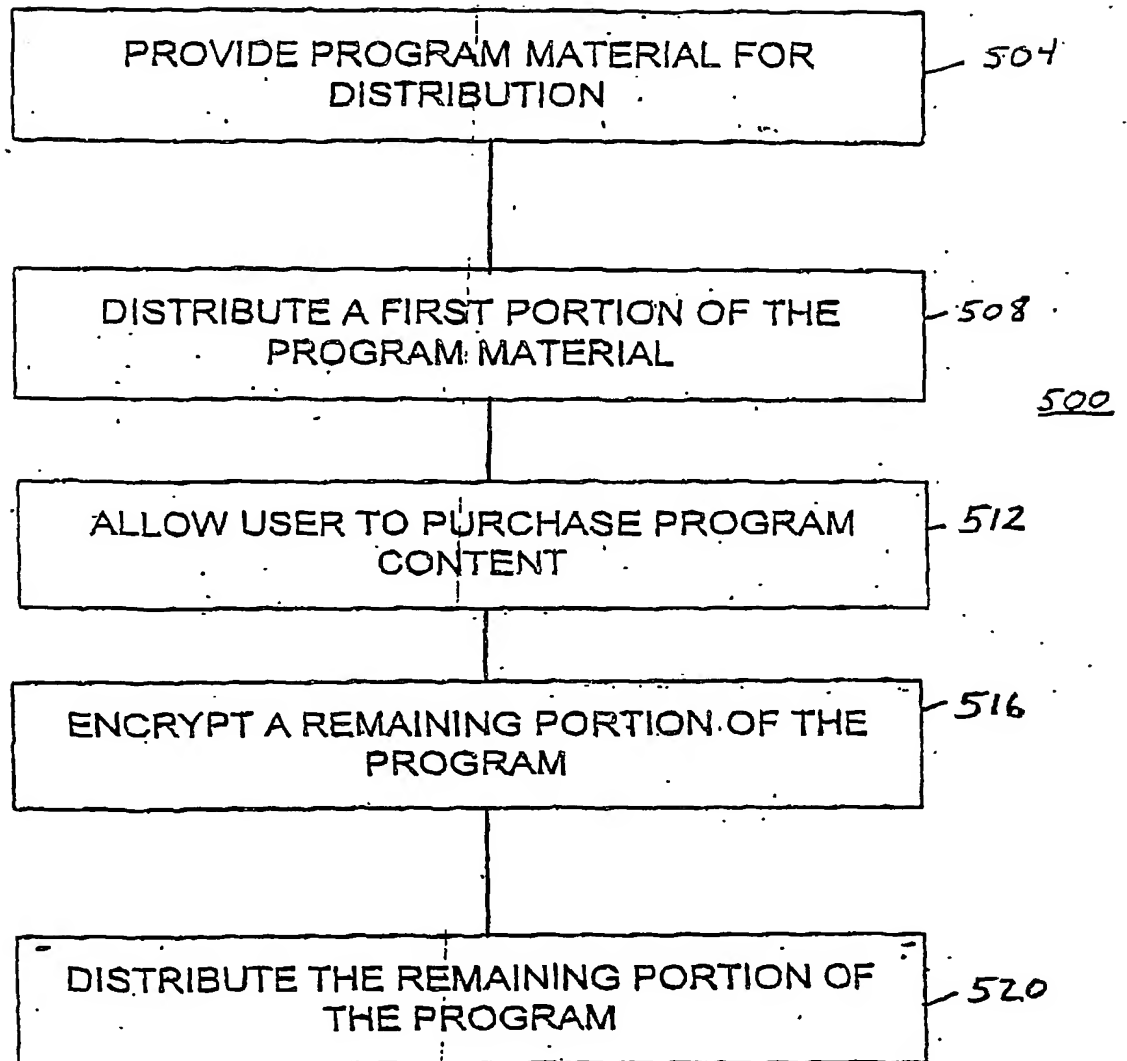 PROVIDE PROGRAM MATERIAL FOR
DISTRIBUTION
504
DISTRIBUTE A FIRST PORTION OF THE
PROGRAM MATERIAL
508
500
ALLOW USER TO PURCHASE PROGRAM
CONTENT
512
ENCRYPT A REMAINING PORTION OF THE
PROGRAM
516
DISTRIBUTE THE REMAINING PORTION OF
THE PROGRAM
520